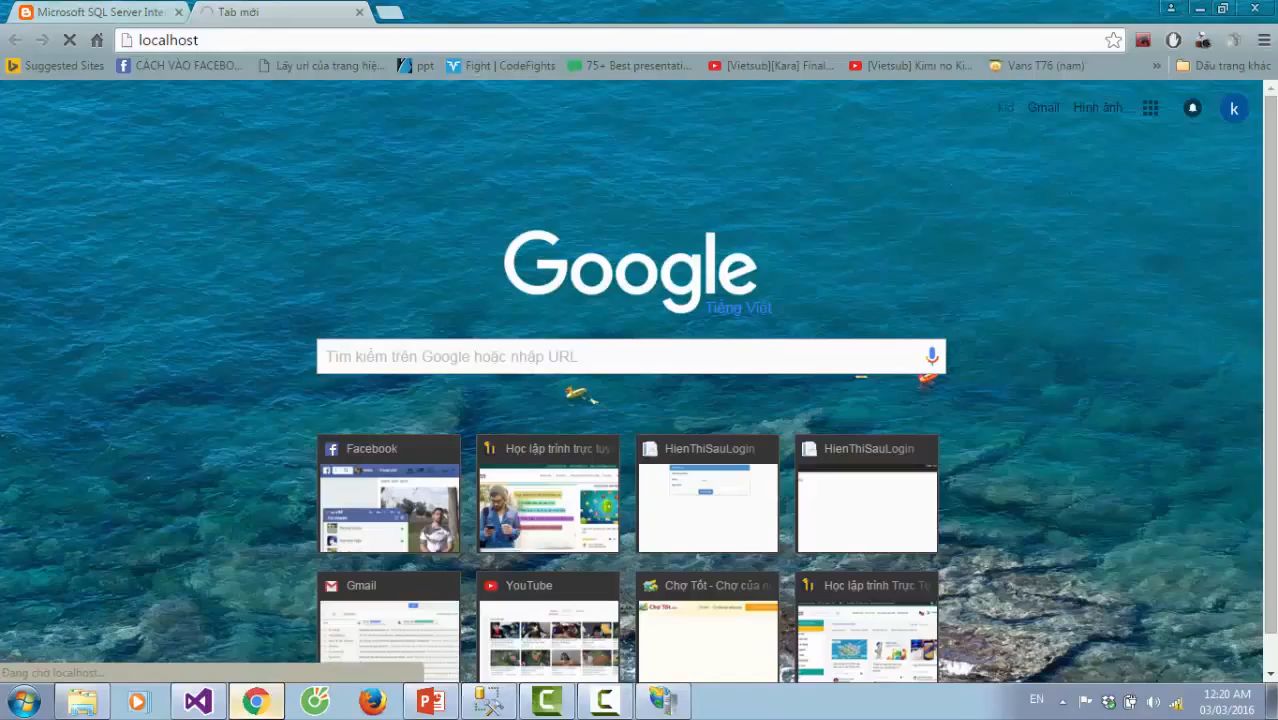 Microsoft SQL Server Inte
Tab mới
localhost
Suggested Sites
CÁCH VÀO FACEBO...
Lấy url của trang hiệ...
ppt
Fight | CodeFights
75+ Best presentati...
[Vietsub][Kara] Final...
[Vietsub] Kimi no Ki...
Vans T76 (nam)
»
Dấu trang khác
kid
Gmail
Hình ảnh
k
Google
Tiếng Việt
Tìm kiếm trên Google hoặc nhập URL
Facebook
Học lập trình trực tuy
HienThiSauLogin
HienThiSauLogin
Gmail
YouTube
Chợ Tốt - Chợ của n
Học lập trình Trực Tu
Đang chờ localhost...
EN
12:20 AM
03/03/2016